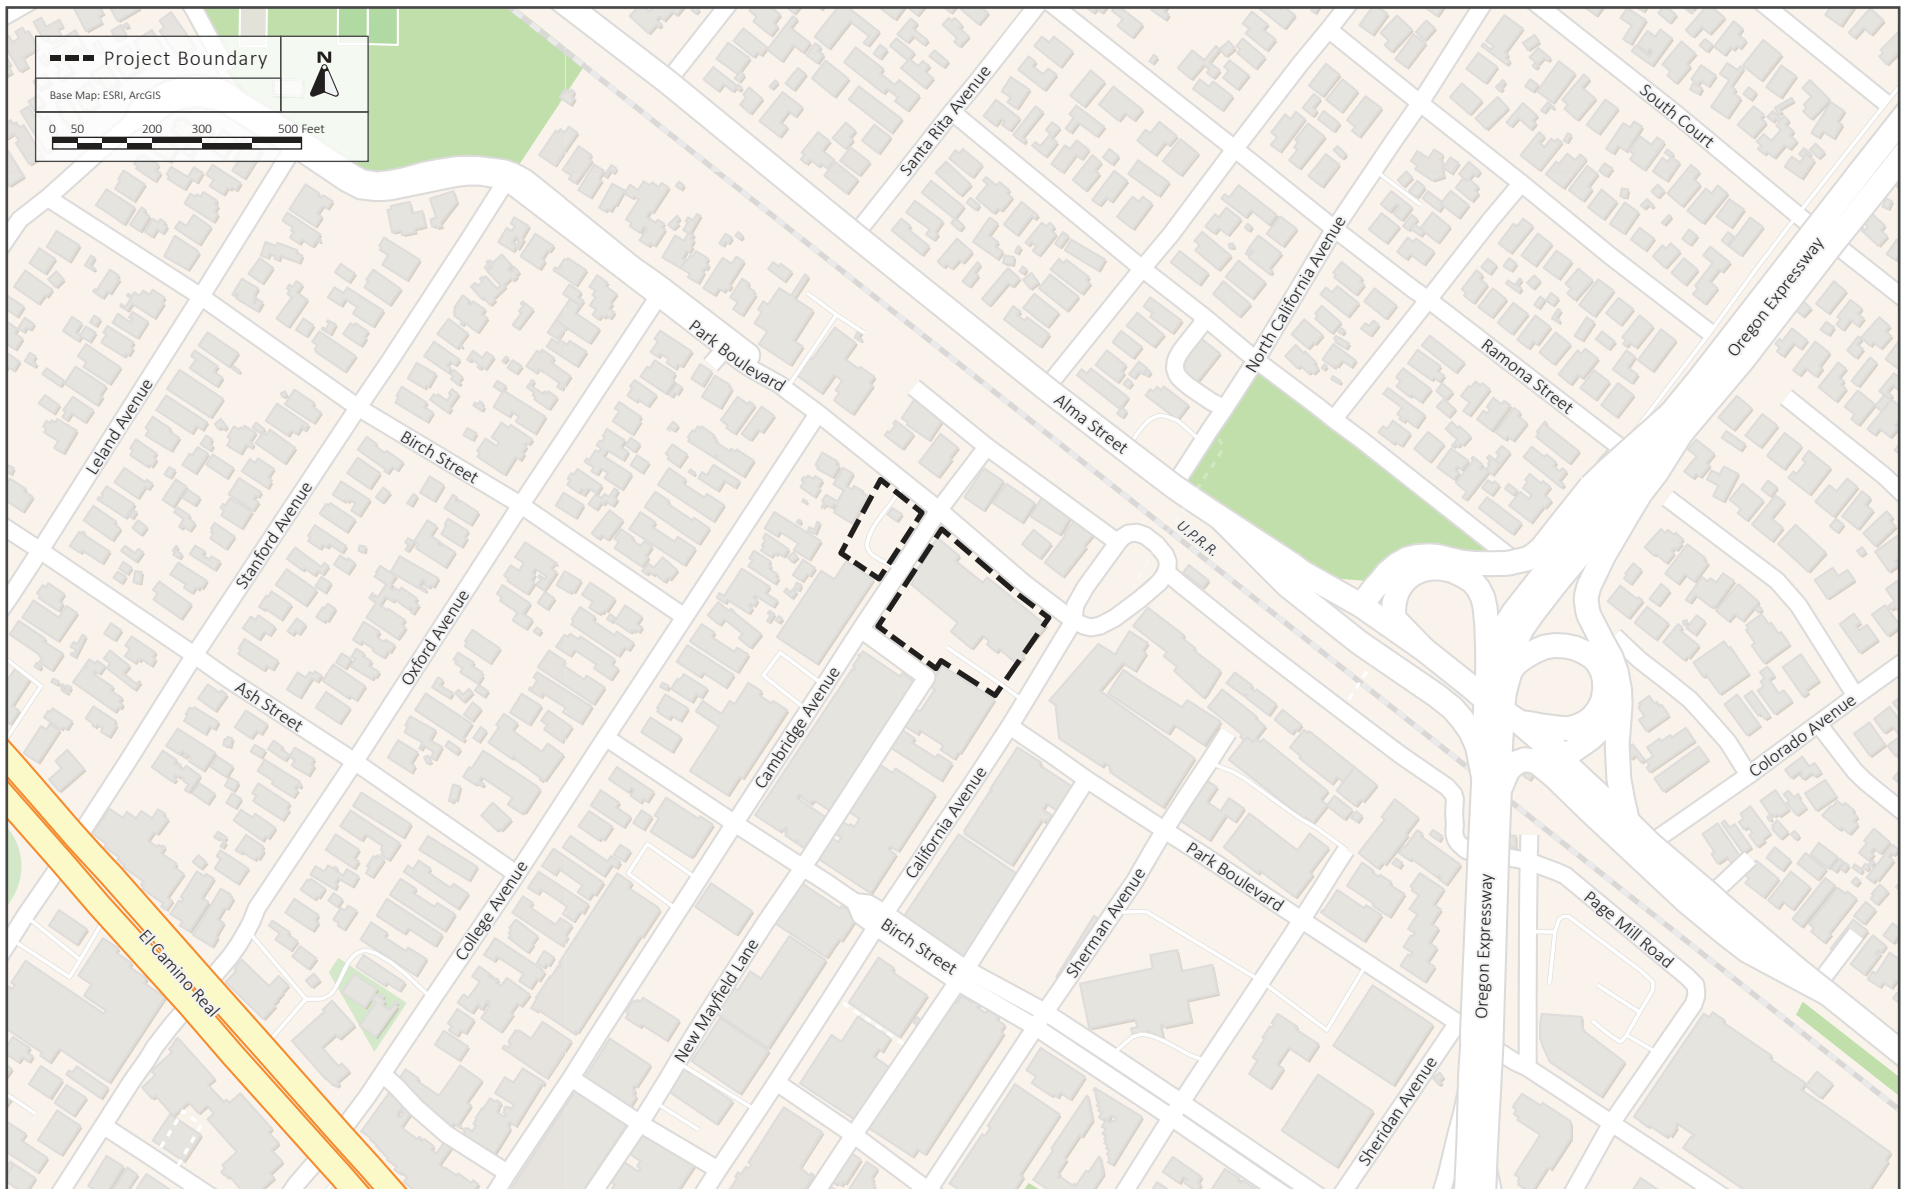 Project Boundary
N
Base Map: ESRI, ArcGIS
0 50 200 300 500 Feet
Santa Rita Avenue
South Court
North California Avenue
Oregon Expressway
Park Boulevard
Ramona Street
Leland Avenue
Alma Street
Birch Street
Stanford Avenue
U.P.R.R.
Oxford Avenue
Ash Street
Cambridge Avenue
Colorado Avenue
California Avenue
Park Boulevard
College Avenue
Sherman Avenue
Oregon Expressway
Page Mill Road
El Camino Real
Birch Street
New Mayfield Lane
Sheridan Avenue